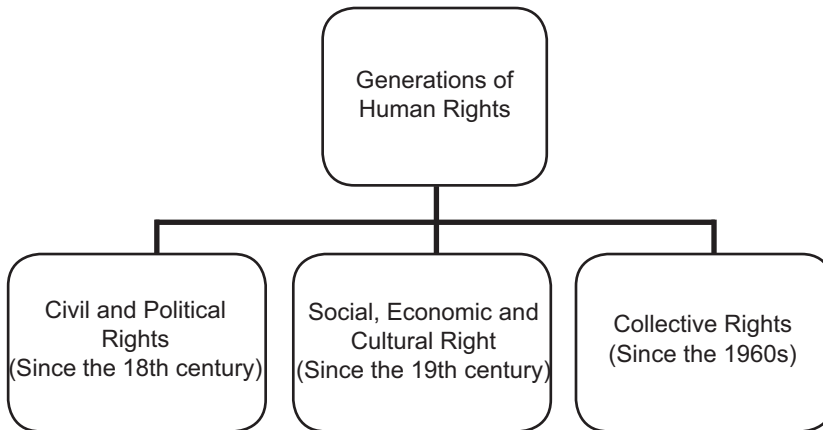 Generations of
Human Rights
Civil and Political
Rights
(Since the 18th century)
Social, Economic and
Cultural Right
(Since the 19th century)
Collective Rights
(Since the 1960s)